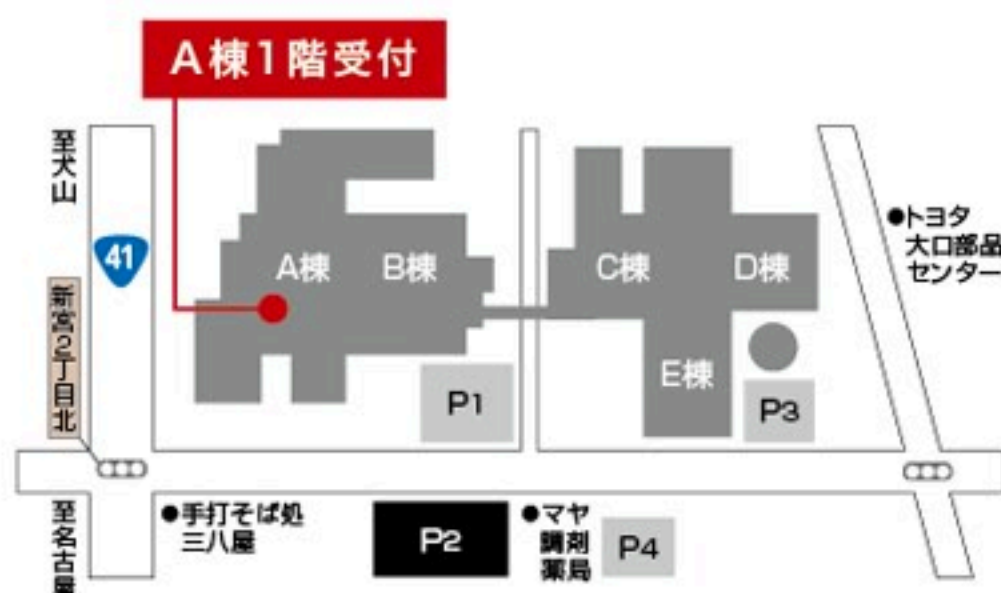 A棟1階受付
至犬山
41
新宮2丁目北
至名古屋
A棟
B棟
C棟
D棟
E棟
●トヨタ
大口部品
センター
P1
P3
●手打そば処
三八屋
P2
●マヤ
調剤
薬局
P4